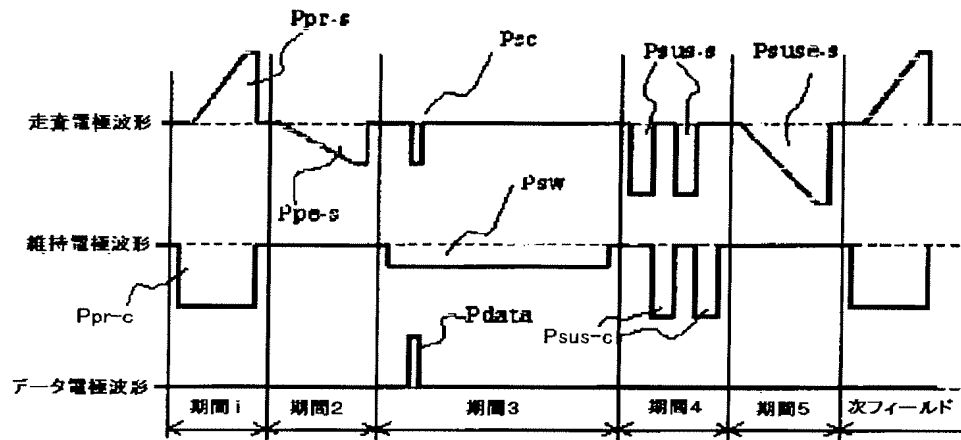 Ppr-s
Psc
Psus-s
Psuse-s
走査電極波形
Ppe-s
Psw
維持電極波形
Ppr-c
Pdata
Psus-c
データ電極波形
期間1
期間2
期間3
期間4
期間5
次フィールド